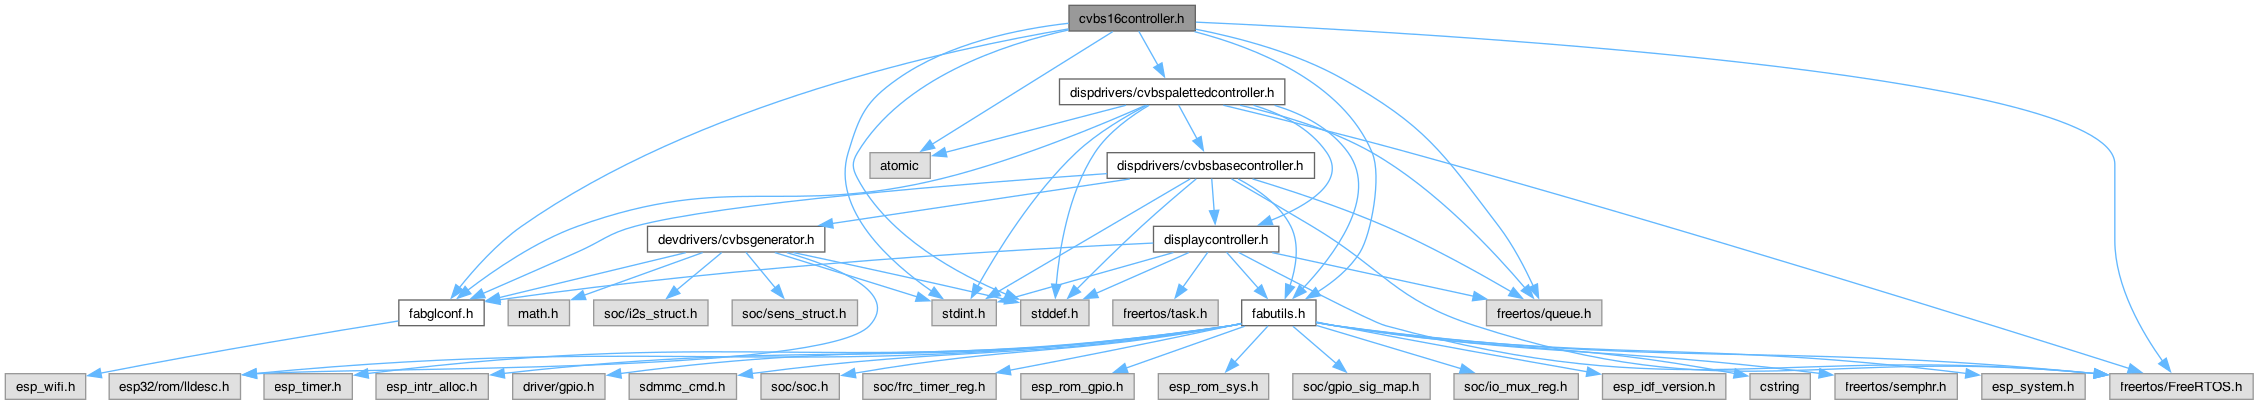 cvbs16controller.h
dispdrivers/cvbspalettedcontroller.h
atomic
dispdrivers/cvbsbasecontroller.h
devdrivers/cvbsgenerator.h
displaycontroller.h
fabglconf.h
math.h
soc/i2s_struct.h
soc/sens_struct.h
stdint.h
stddef.h
freertos/task.h
fabutils.h
freertos/queue.h
esp_wifi.h
esp32/rom/lldesc.h
esp_timer.h
esp_intr_alloc.h
driver/gpio.h
sdmmc_cmd.h
soc/soc.h
soc/frc_timer_reg.h
esp_rom_gpio.h
esp_rom_sys.h
soc/gpio_sig_map.h
soc/io_mux_reg.h
esp_idf_version.h
cstring
freertos/semphr.h
esp_system.h
freertos/FreeRTOS.h